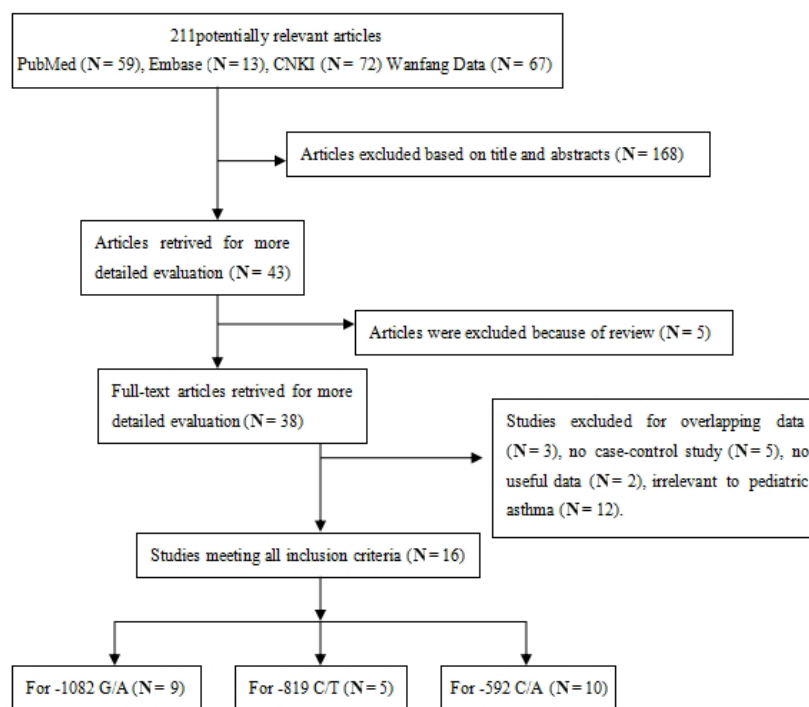 211potentially relevant articles
PubMed (N = 59), Embase (N = 13), CNKI (N = 72) Wanfang Data (N = 67)
Articles excluded based on title and abstracts (N = 168)
Articles retrived for more
detailed evaluation (N = 43)
Articles were excluded because of review (N = 5)
Full-text articles retrived for more
detailed evaluation (N = 38)
Studies excluded for overlapping data
(N = 3), no case-control study (N = 5), no
useful data (N = 2), irrelevant to pediatric
asthma (N = 12).
Studies meeting all inclusion criteria (N = 16)
For -1082 G/A (N = 9)
For -819 C/T (N = 5)
For -592 C/A (N = 10)